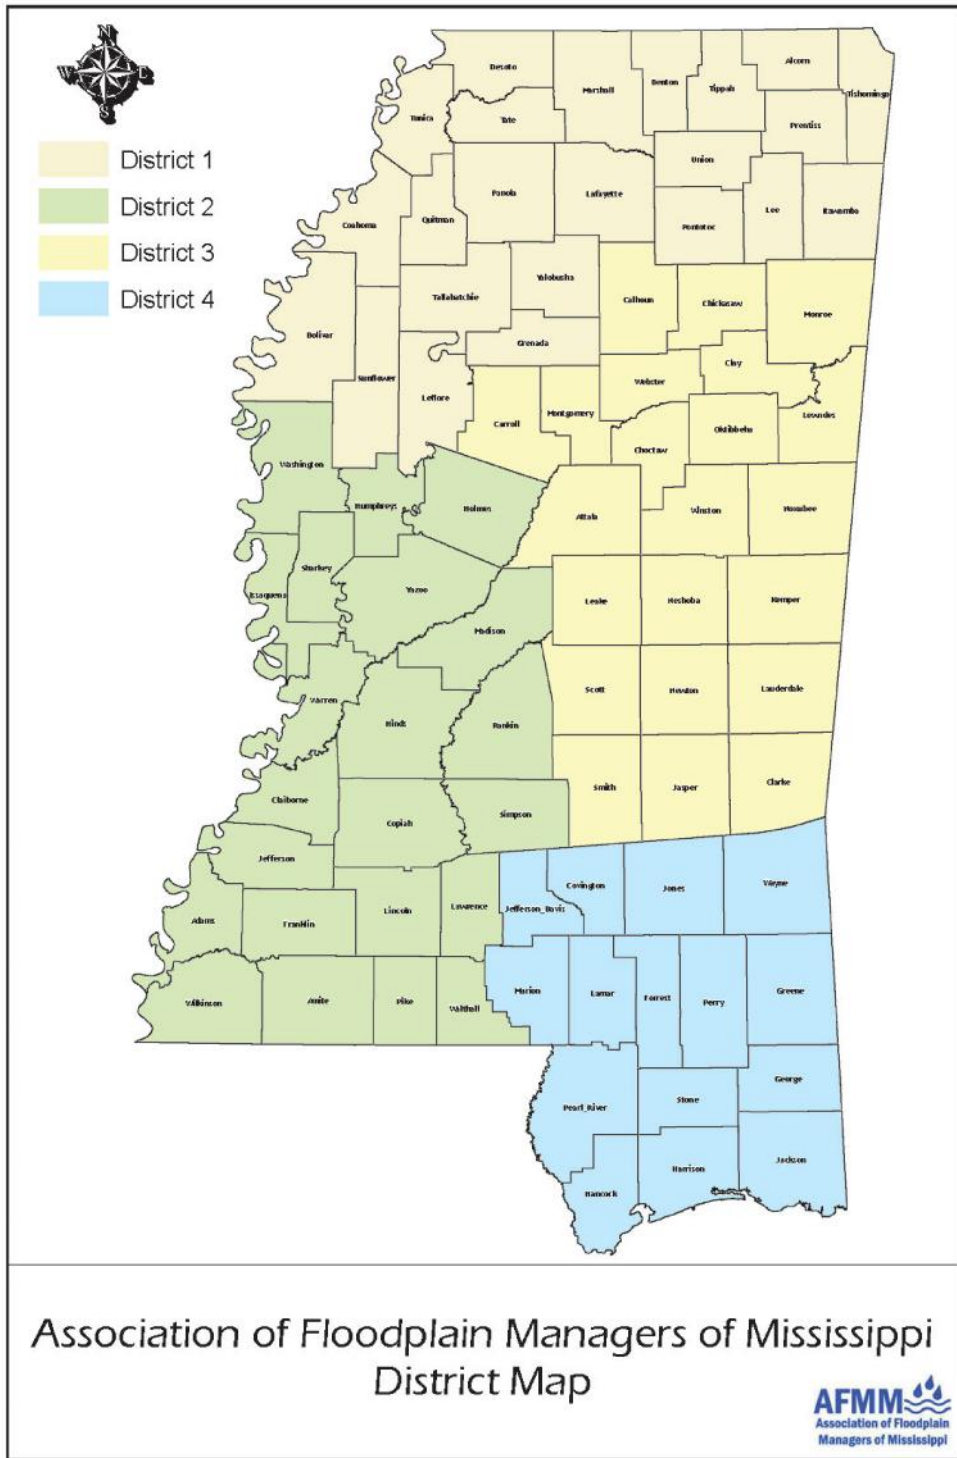 N
W
E
S
District 1
District 2
District 3
District 4
Desoto
Marshall
Benton
Tippah
Alcorn
Tishomingo
Tunica
Tate
Prentiss
Union
Panola
Lafayette
Coahoma
Quitman
Pontotoc
Lee
Itawamba
Tallahatchie
Yalobusha
Calhoun
Chickasaw
Monroe
Bolivar
Sunflower
Grenada
Clay
Webster
Leflore
Carroll
Montgomery
Lowndes
Oktibbeha
Choctaw
Washington
Humphreys
Holmes
Attala
Winston
Noxubee
Sharkey
Issaquena
Yazoo
Leake
Neshoba
Kemper
Madison
Warren
Hinds
Rankin
Scott
Newton
Lauderdale
Smith
Jasper
Clarke
Claiborne
Copiah
Simpson
Jefferson
Covington
Jones
Wayne
Adams
Franklin
Lincoln
Lawrence
Jefferson_Davis
Wilkinson
Amite
Pike
Walthall
Marion
Lamar
Forrest
Perry
Greene
Pearl_River
Stone
George
Hancock
Harrison
Jackson
Association of Floodplain Managers of Mississippi
District Map
AFMM
Association of Floodplain
Managers of Mississippi